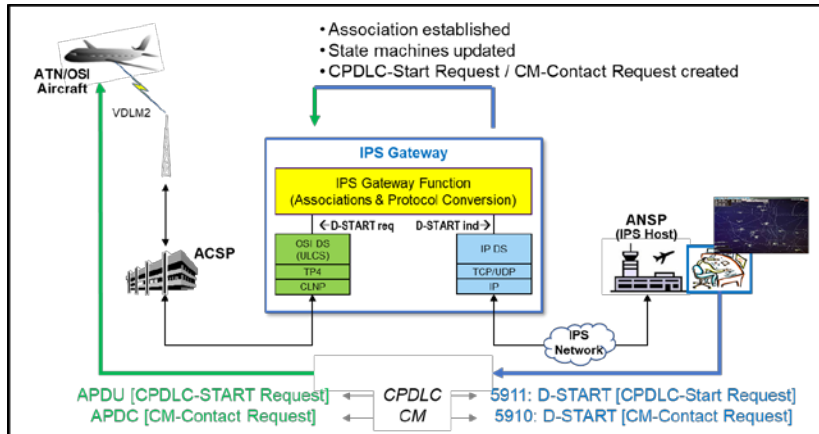 • Association established
• State machines updated
• CPDLC-Start Request / CM-Contact Request created
ATN/OSI
Aircraft
VDLM2
IPS Gateway
IPS Gateway Function
(Associations & Protocol Conversion)
D-START req
D-START ind
OSI DS
(ULCS)
TP4
CLNP
IP DS
TCP/UDP
IP
ACSP
ANSP
(IPS Host)
IPS
Network
APDU [CPDLC-START Request]
CPDLC
5911: D-START [CPDLC-Start Request]
APDC [CM-Contact Request]
CM
5910: D-START [CM-Contact Request]